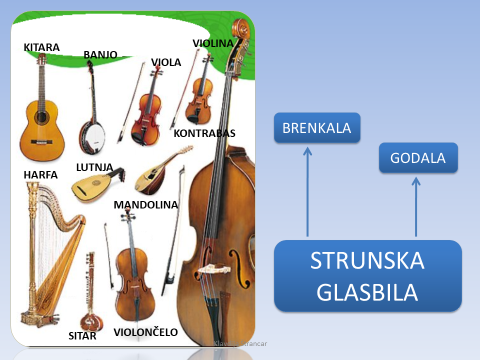 KITARA
BANJO
VIOLA
VIOLINA
KONTRABAS
HARFA
LUTNJA
MANDOLINA
SITAR
VIOLONČELO
BRENKALA
GODALA
STRUNSKA
GLASBILA